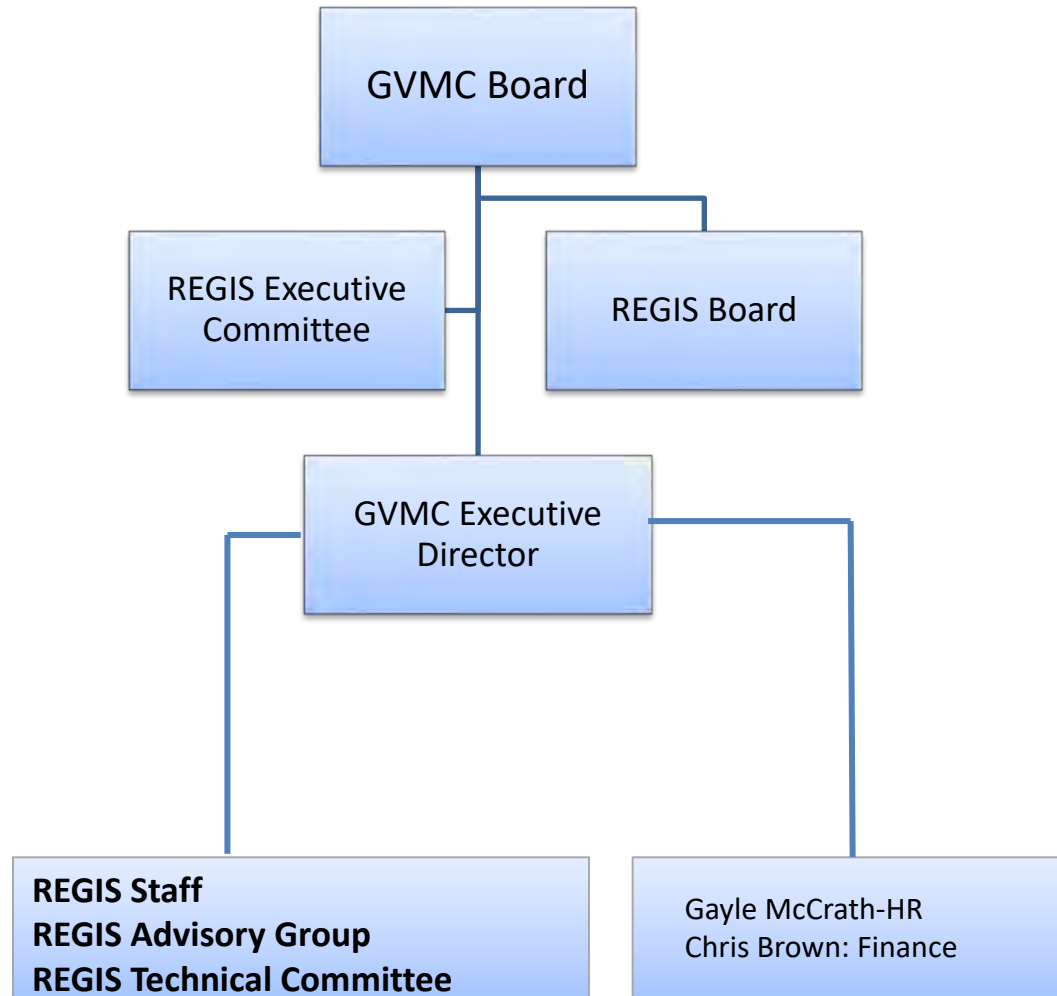 GVMC Board
REGIS Executive
Committee
REGIS Board
GVMC Executive
Director
REGIS Staff
REGIS Advisory Group
REGIS Technical Committee
Gayle McCrath-HR
Chris Brown: Finance